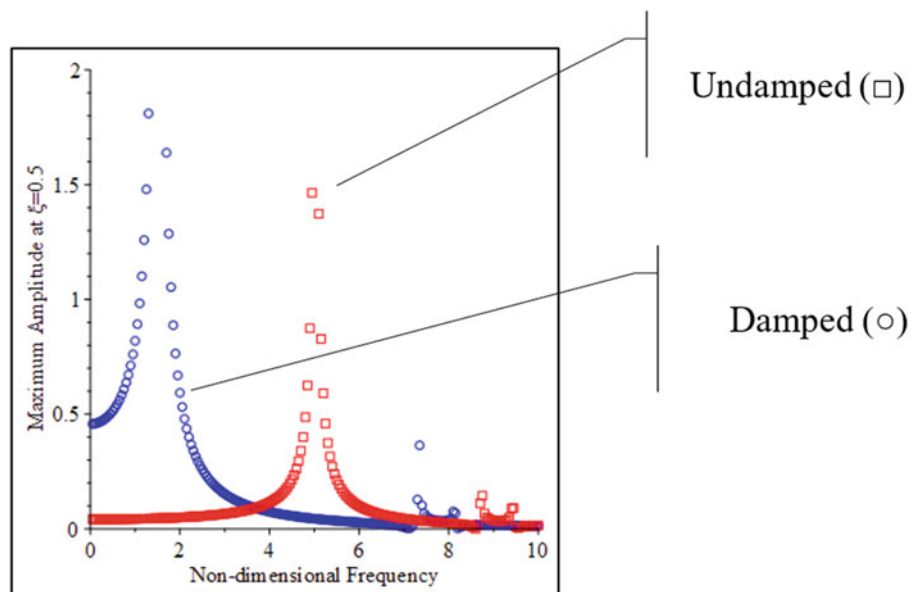 2
1.5
1
0.5
0
0 2 4 6 8 10
Maximum Amplitude at ξ=0.5
Non-dimensional Frequency
Undamped (□)
Damped (○)